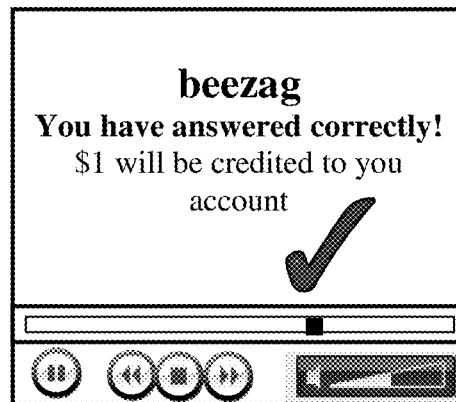 beezag
You have answered correctly!
$1 will be credited to you
account